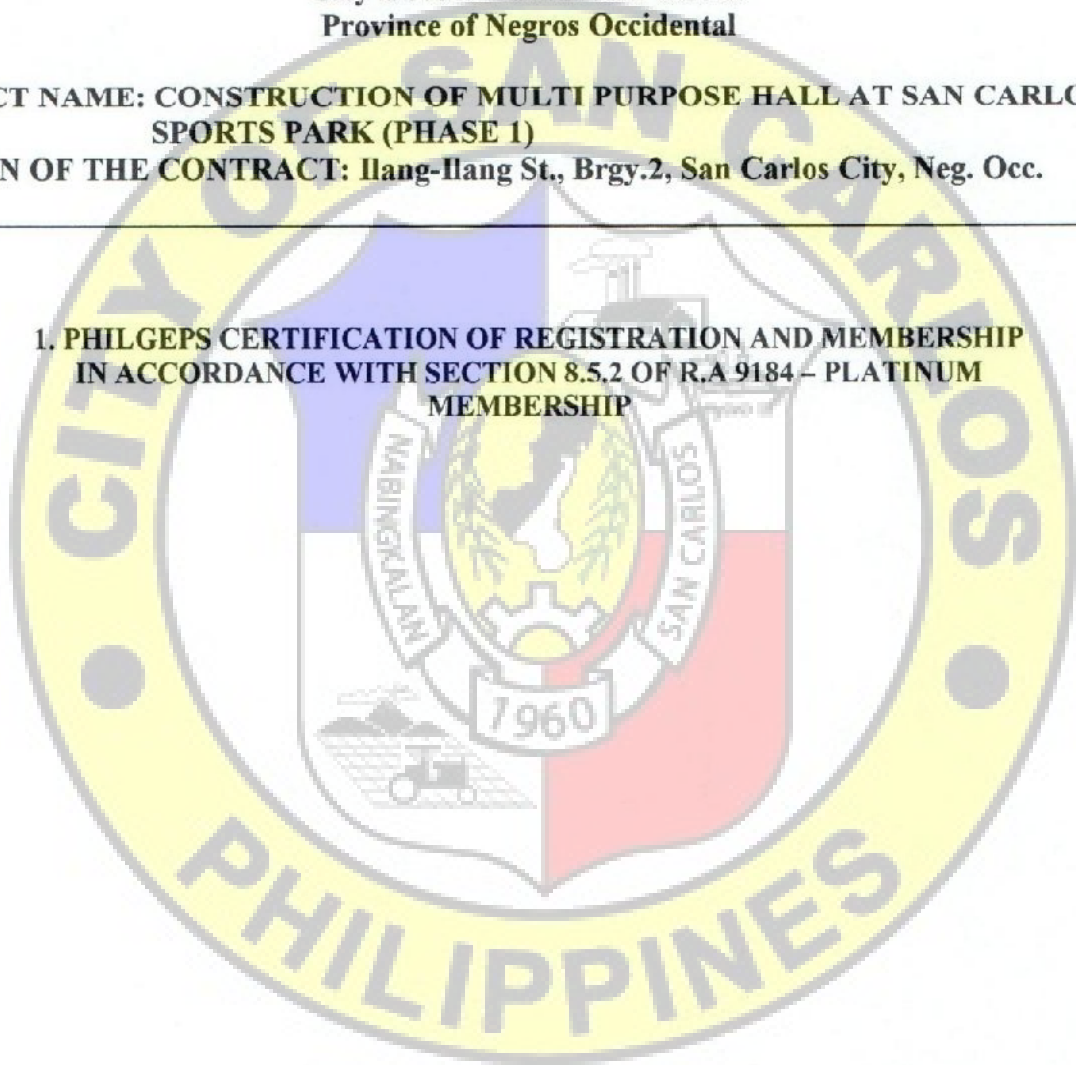 Province of Negros Occidental
CT NAME: CONSTRUCTION OF MULTI PURPOSE HALL AT SAN CARLO
SPORTS PARK (PHASE 1)
N OF THE CONTRACT: Ilang-Ilang St., Brgy.2, San Carlos City, Neg. Occ.
1. PHILGEPS CERTIFICATION OF REGISTRATION AND MEMBERSHIP
IN ACCORDANCE WITH SECTION 8.5.2 OF R.A 9184 – PLATINUM
MEMBERSHIP
CITY OF SAN CARLOS
NABINGKALAN
SAN CARLOS
1960
PHILIPPINES